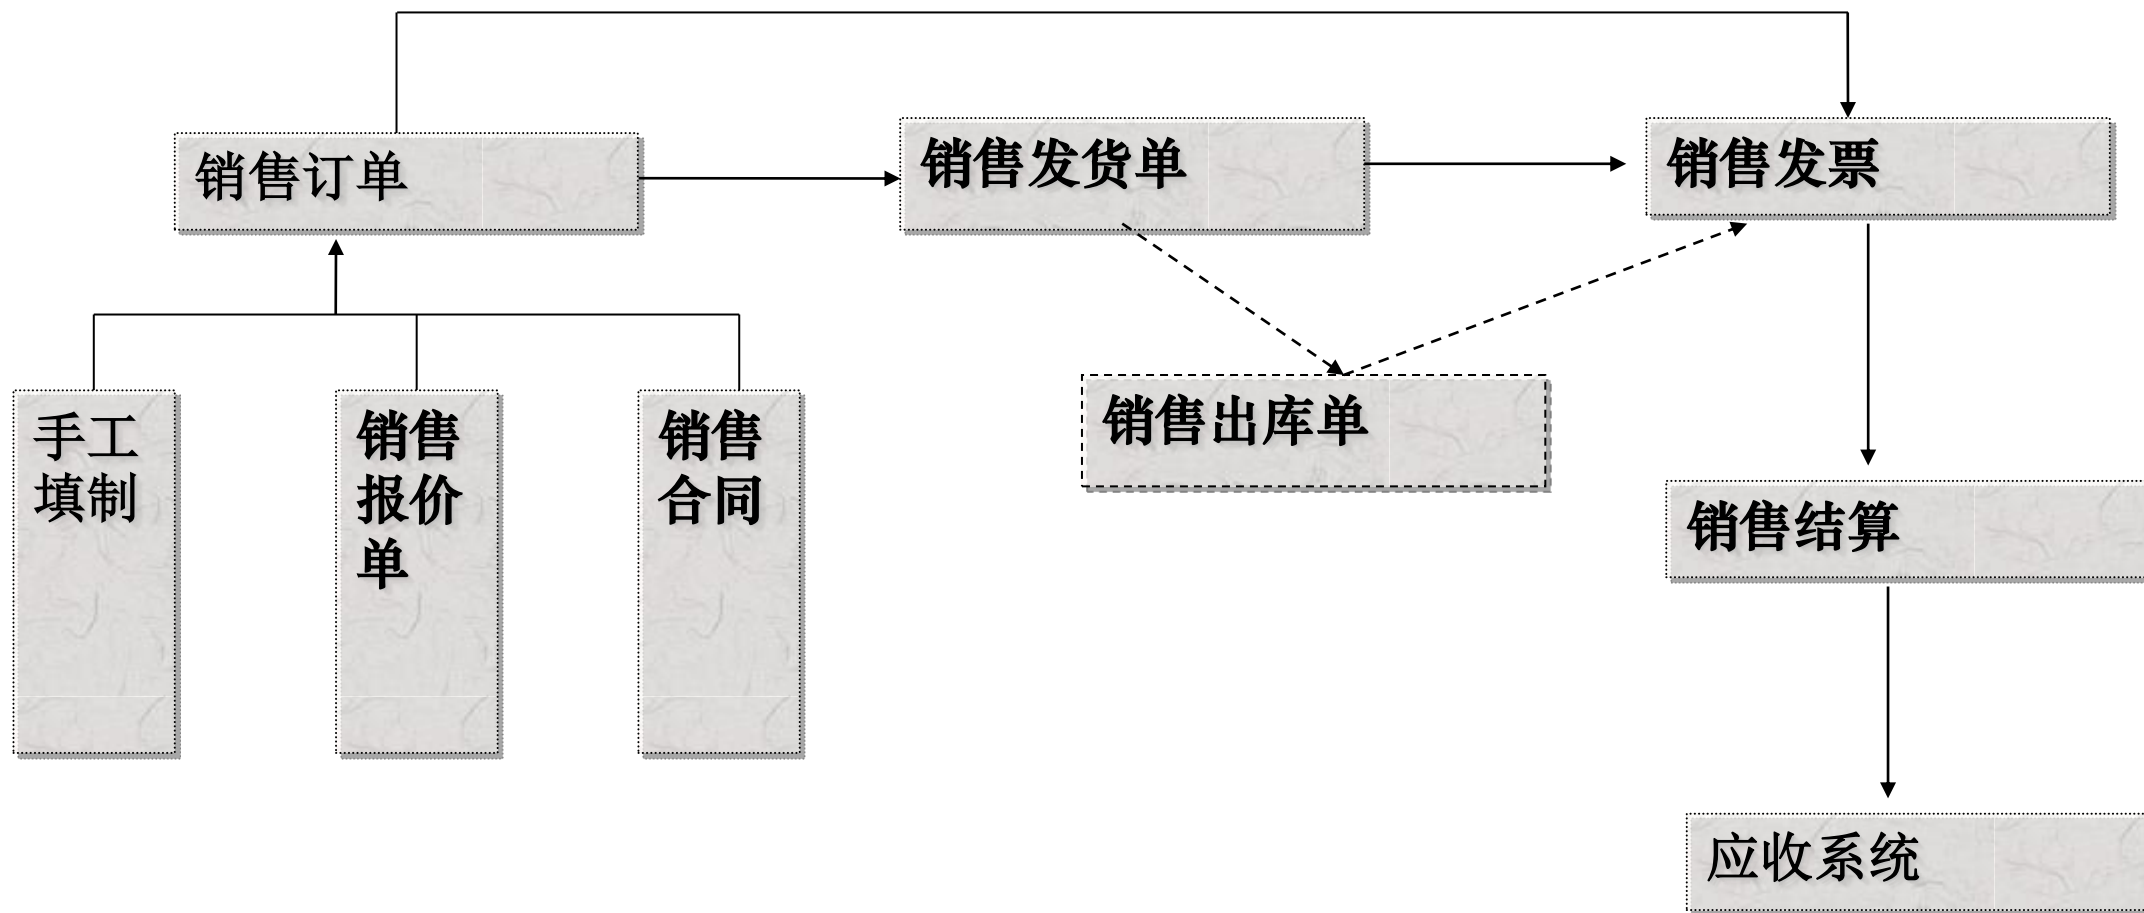 销售订单
销售发货单
销售发票
手工
填制
销售
报价
单
销售
合同
销售出库单
销售结算
应收系统